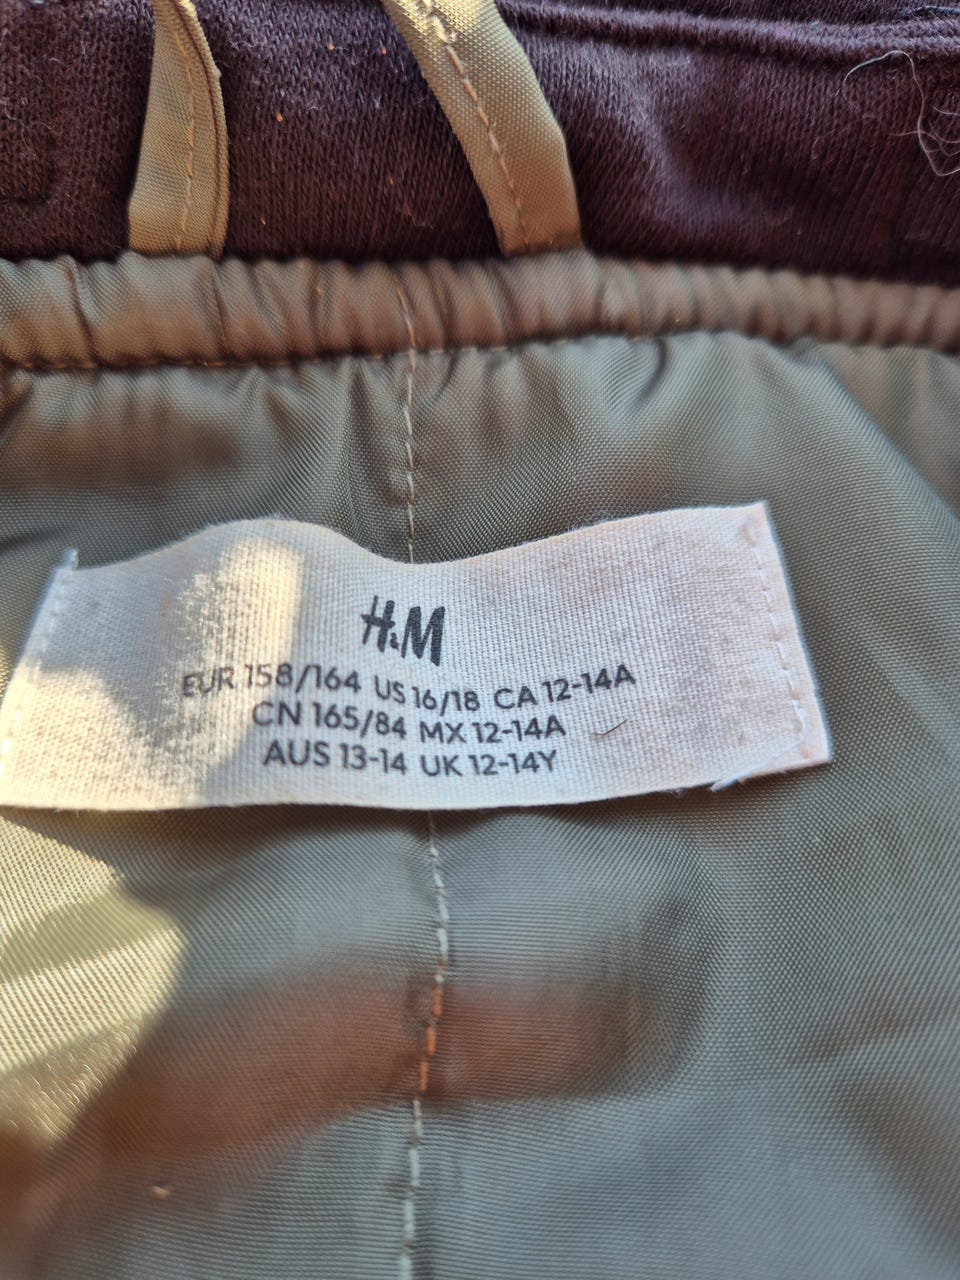 H&M
EUR 158/164 US 16/18 CA 12-14A
CN 165/84 MX 12-14A
AUS 13-14 UK 12-14Y